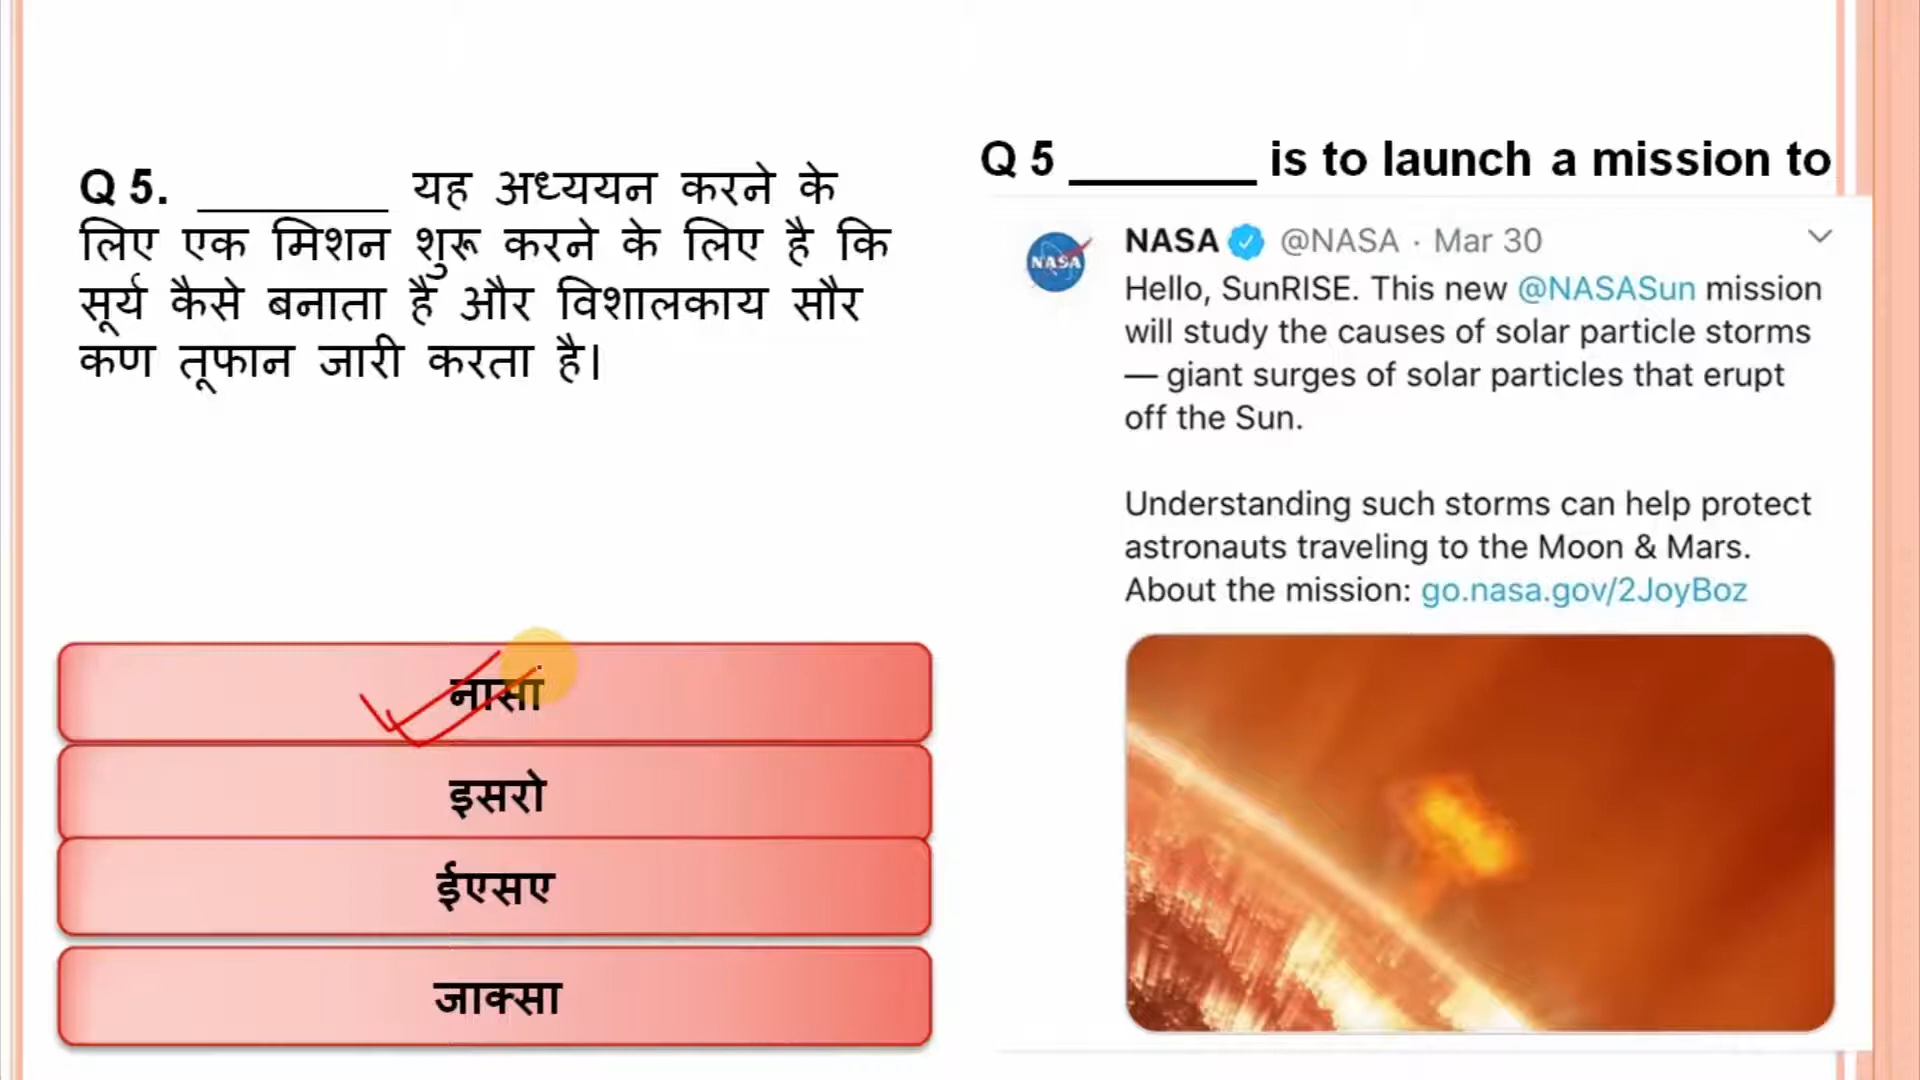 Q 5. _______ यह अध्ययन करने के
लिए एक मिशन शुरू करने के लिए है कि
सूर्य कैसे बनाता है और विशालकाय सौर
कण तूफान जारी करता है।
नासा
इसरो
ईएसए
जाक्सा
Q 5 _______ is to launch a mission to
NASA
NASA @NASA · Mar 30
Hello, SunRISE. This new @NASASun mission
will study the causes of solar particle storms
— giant surges of solar particles that erupt
off the Sun.
Understanding such storms can help protect
astronauts traveling to the Moon & Mars.
About the mission: go.nasa.gov/2JoyBoz